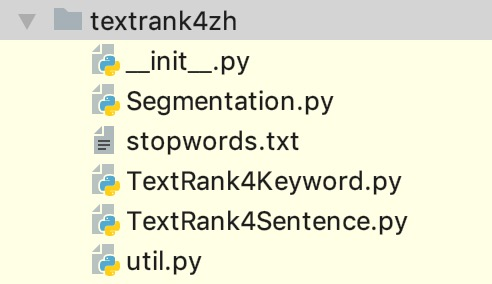 textrank4zh
__init__.py
Segmentation.py
stopwords.txt
TextRank4Keyword.py
TextRank4Sentence.py
util.py